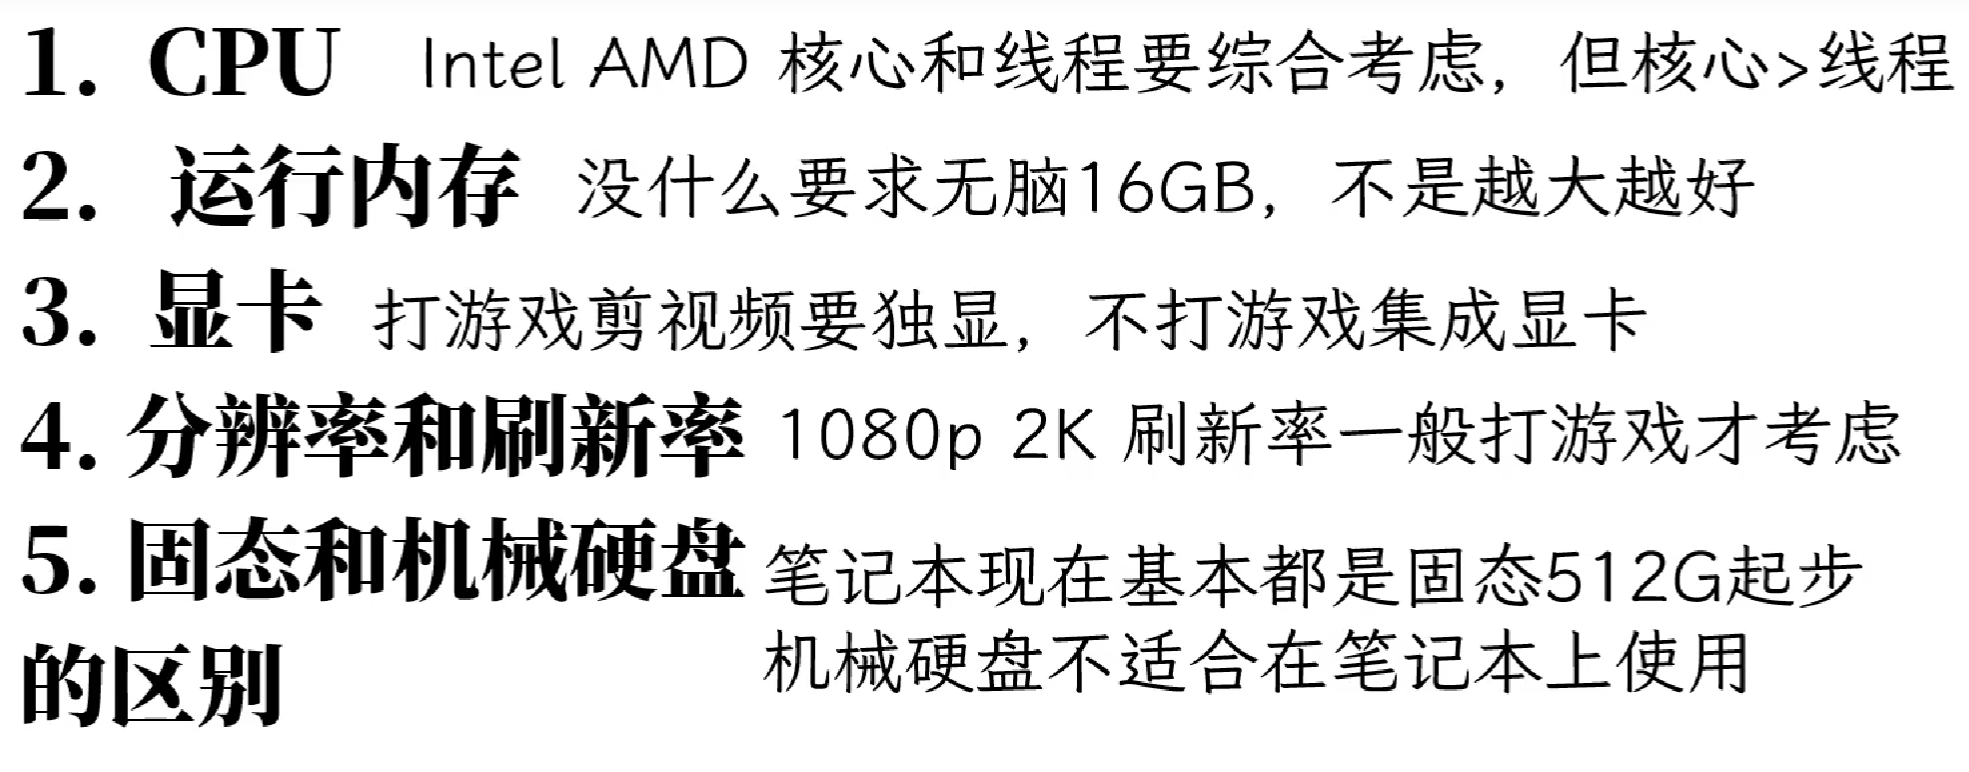 1. CPU Intel AMD 核心和线程要综合考虑，但核心>线程
2. 运行内存 没什么要求无脑16GB，不是越大越好
3. 显卡 打游戏剪视频要独显，不打游戏集成显卡
4. 分辨率和刷新率 1080p 2K 刷新率一般打游戏才考虑
5. 固态和机械硬盘 笔记本现在基本都是固态512G起步
的区别 机械硬盘不适合在笔记本上使用